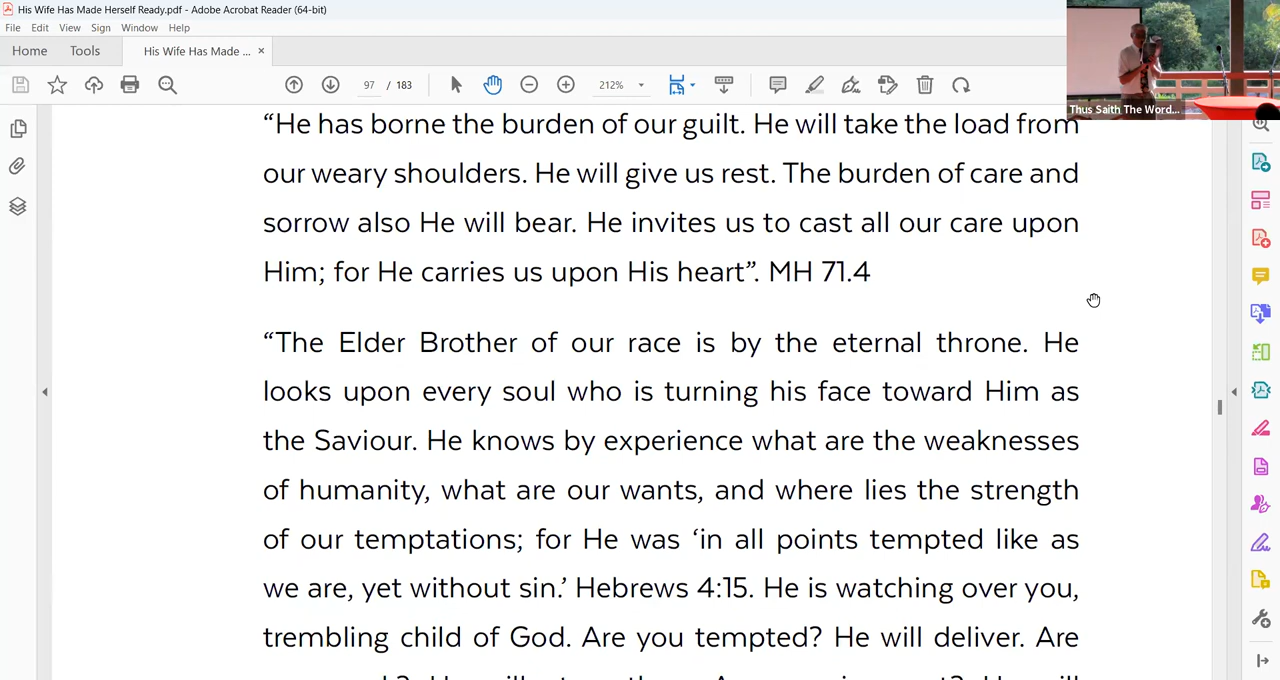 His Wife Has Made Herself Ready.pdf - Adobe Acrobat Reader (64-bit)
File Edit View Sign Window Help
Home Tools His Wife Has Made ... ×
97 / 183 212%
Thus Saith The Word...
“He has borne the burden of our guilt. He will take the load from
our weary shoulders. He will give us rest. The burden of care and
sorrow also He will bear. He invites us to cast all our care upon
Him; for He carries us upon His heart”. MH 71.4
“The Elder Brother of our race is by the eternal throne. He
looks upon every soul who is turning his face toward Him as
the Saviour. He knows by experience what are the weaknesses
of humanity, what are our wants, and where lies the strength
of our temptations; for He was ‘in all points tempted like as
we are, yet without sin.’ Hebrews 4:15. He is watching over you,
trembling child of God. Are you tempted? He will deliver. Are